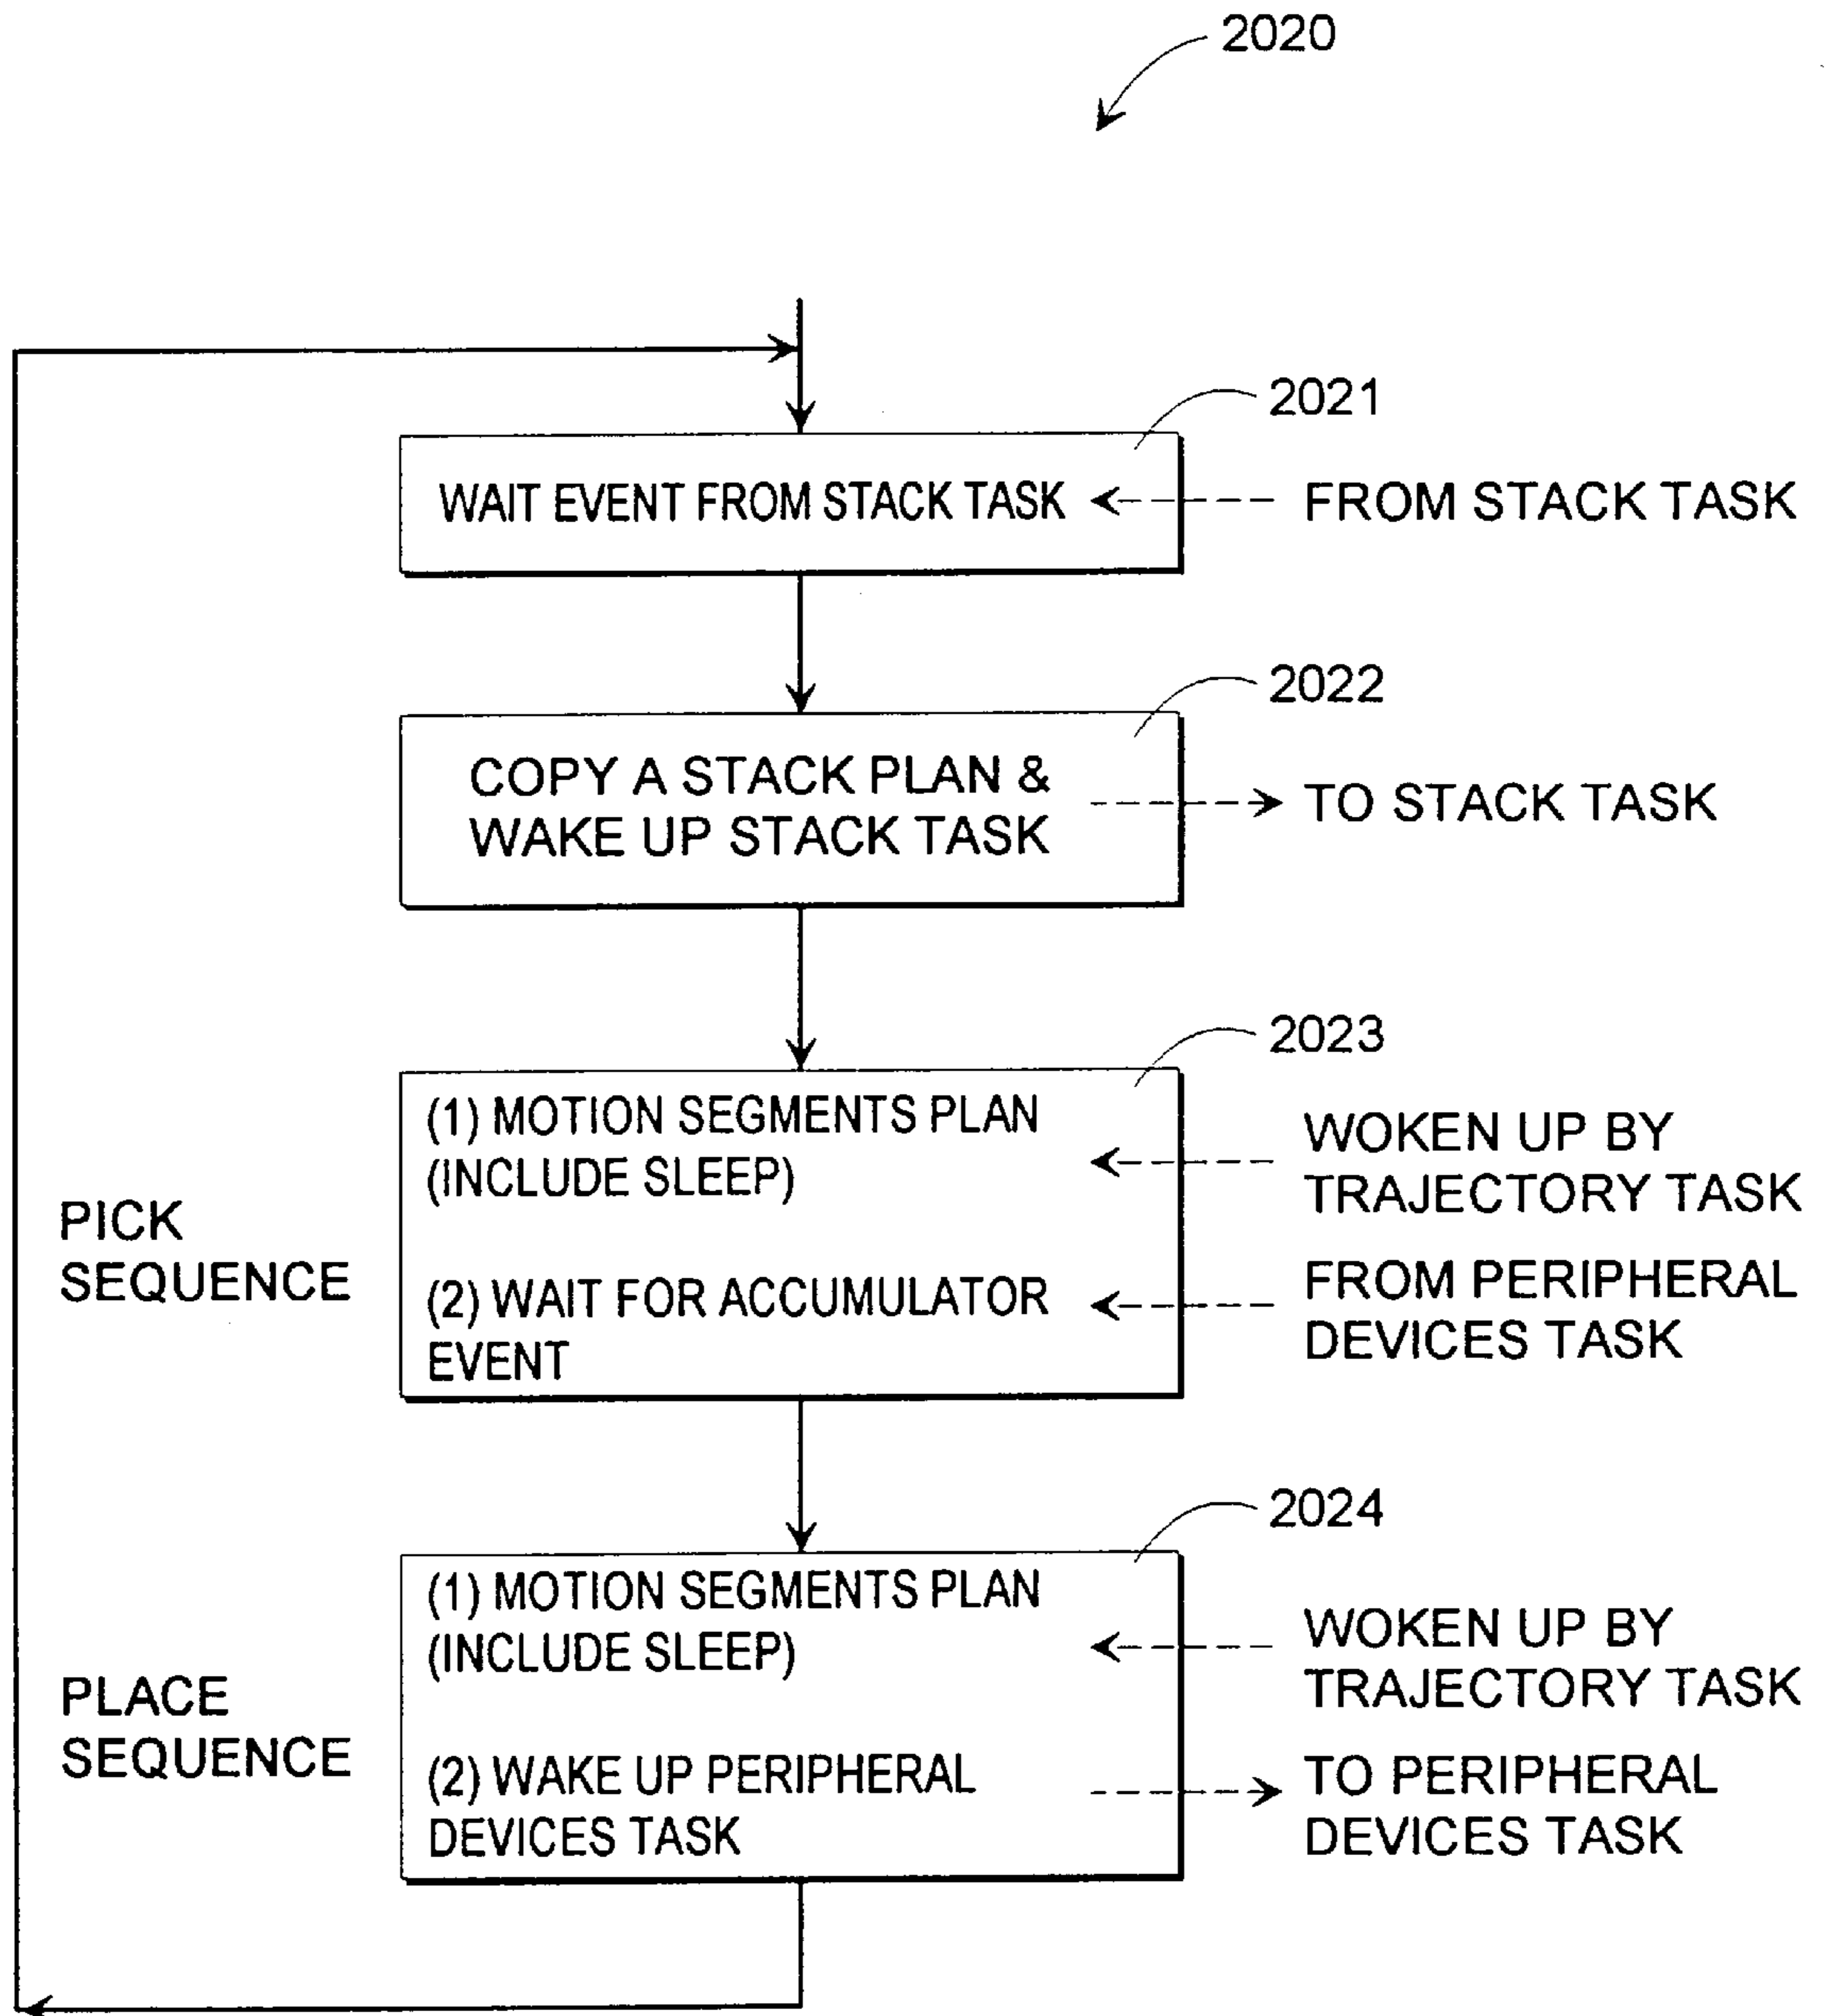 2020
2021
WAIT EVENT FROM STACK TASK
FROM STACK TASK
2022
COPY A STACK PLAN &
WAKE UP STACK TASK
TO STACK TASK
2023
PICK
SEQUENCE
(1) MOTION SEGMENTS PLAN
(INCLUDE SLEEP)
(2) WAIT FOR ACCUMULATOR
EVENT
WOKEN UP BY
TRAJECTORY TASK
FROM PERIPHERAL
DEVICES TASK
2024
PLACE
SEQUENCE
(1) MOTION SEGMENTS PLAN
(INCLUDE SLEEP)
(2) WAKE UP PERIPHERAL
DEVICES TASK
WOKEN UP BY
TRAJECTORY TASK
TO PERIPHERAL
DEVICES TASK